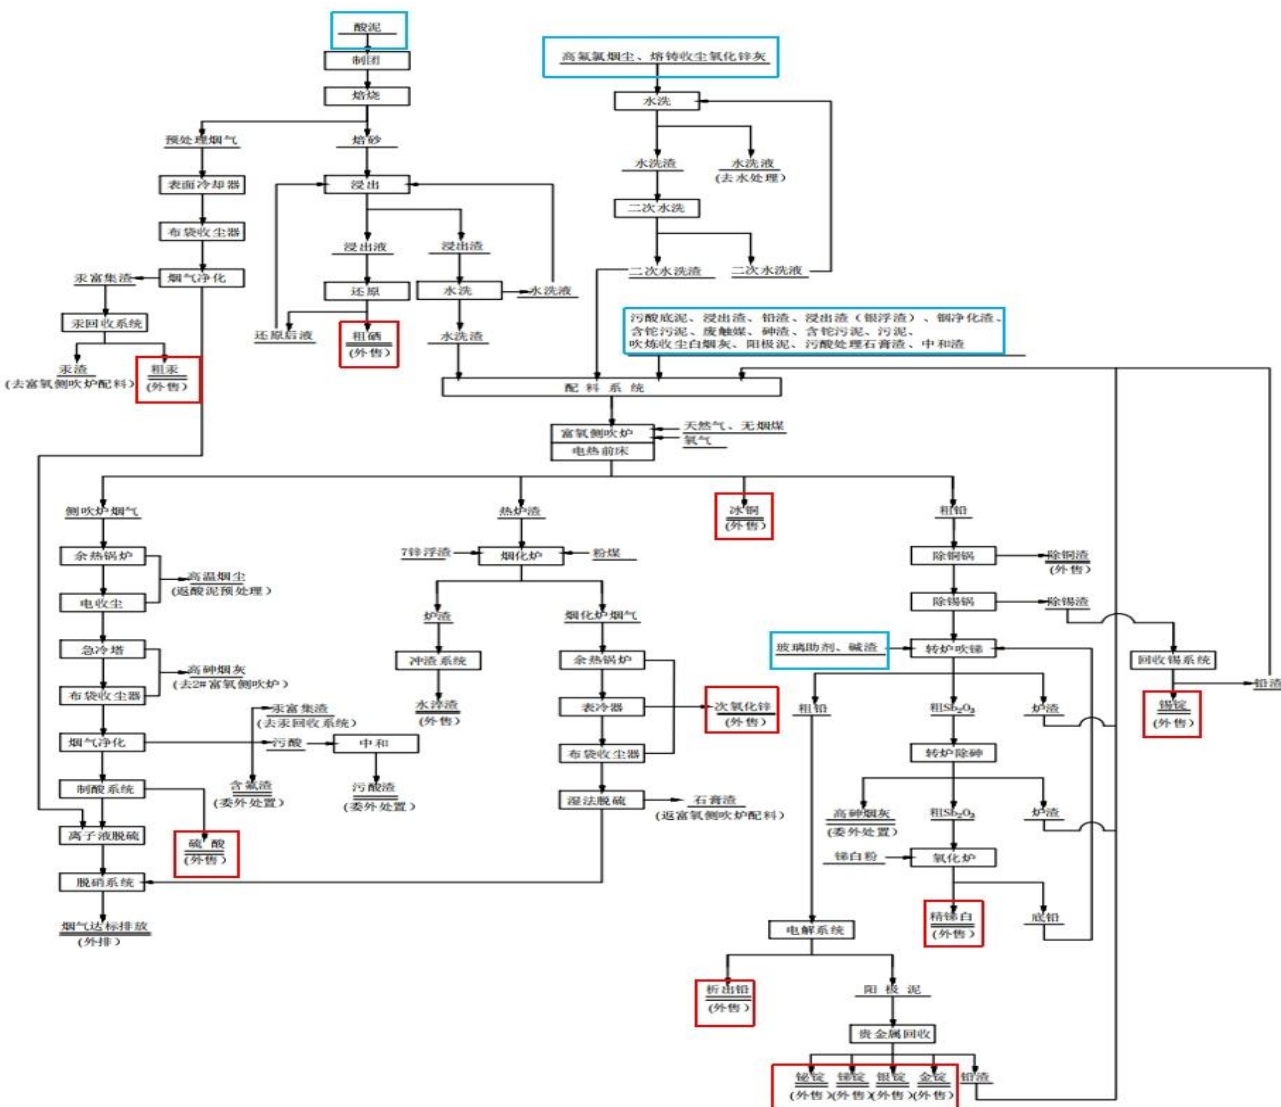 酸泥
制团
焙烧
预处理烟气
焙砂
表面冷却器
浸出
布袋收尘器
浸出液
浸出渣
汞富集渣
烟气净化
还原
水洗
水洗液
汞回收系统
还原后液
粗硒
(外售)
水洗渣
汞渣
(去富氧侧吹炉配料)
粗汞
(外售)
高氟氯烟尘、熔铸收尘氧化锌灰
水洗
水洗渣
水洗液
(去水处理)
二次水洗
二次水洗渣
二次水洗液
污酸底泥、浸出渣、铅渣、浸出渣（银浮渣）、铟净化渣、
含铊污泥、废触媒、砷渣、含铊污泥、污泥、
吹炼收尘白烟灰、阳极泥、污酸处理石膏渣、中和渣
配料系统
富氧侧吹炉
电热前床
天然气、无烟煤
氧气
侧吹炉烟气
热炉渣
冰铜
(外售)
粗铅
余热锅炉
高温烟尘
(返酸泥预处理)
电收尘
急冷塔
高砷烟灰
(去2#富氧侧吹炉)
布袋收尘器
烟气净化
汞富集渣
(去汞回收系统)
污酸
中和
含氟渣
(委外处置)
污酸渣
(委外处置)
制酸系统
硫酸
(外售)
离子液脱硫
脱硝系统
烟气达标排放
(外排)
7锌浮渣
烟化炉
粉煤
炉渣
烟化炉烟气
冲渣系统
水淬渣
(外售)
余热锅炉
表冷器
次氧化锌
(外售)
布袋收尘器
湿法脱硫
石膏渣
(返富氧侧吹炉配料)
除铜锅
除铜渣
(外售)
除锡锅
除锡渣
玻璃助剂、碱渣
转炉吹锑
回收锡系统
铅渣
锡锭
(外售)
粗铅
粗Sb₂O₃
炉渣
转炉除砷
高砷烟灰
(委外处置)
粗Sb₂O₃
炉渣
锑白粉
氧化炉
精锑白
(外售)
底铅
电解系统
析出铅
(外售)
阳极泥
贵金属回收
铋锭
(外售)
锑锭
(外售)
银锭
(外售)
金锭
(外售)
铅渣